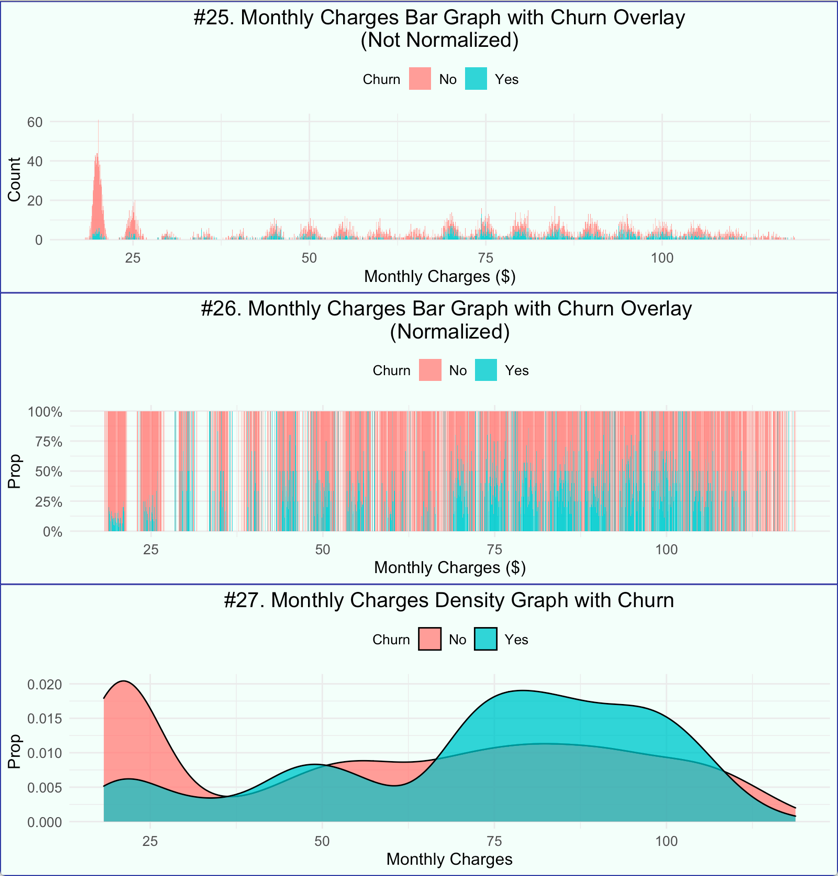 #25. Monthly Charges Bar Graph with Churn Overlay
(Not Normalized)
Churn No Yes
60
40
20
0
Count
25 50 75 100
Monthly Charges ($)
#26. Monthly Charges Bar Graph with Churn Overlay
(Normalized)
Churn No Yes
100%
75%
50%
25%
0%
Prop
25 50 75 100
Monthly Charges ($)
#27. Monthly Charges Density Graph with Churn
Churn No Yes
0.020
0.015
0.010
0.005
0.000
Prop
25 50 75 100
Monthly Charges